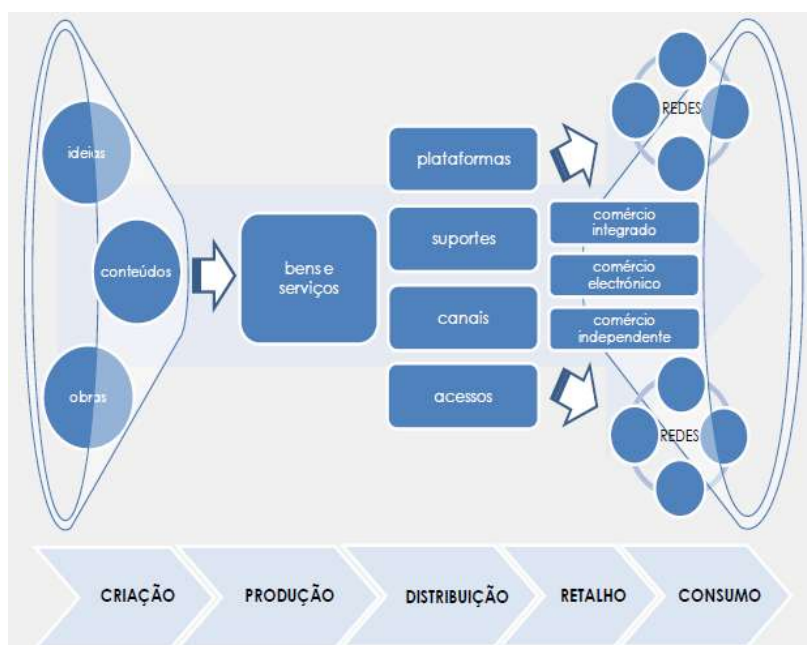 ideias
conteúdos
obras
bens e
serviços
plataformas
suportes
canais
acessos
REDES
comércio
integrado
comércio
electrónico
comércio
independente
REDES
CRIAÇÃO
PRODUÇÃO
DISTRIBUIÇÃO
RETALHO
CONSUMO